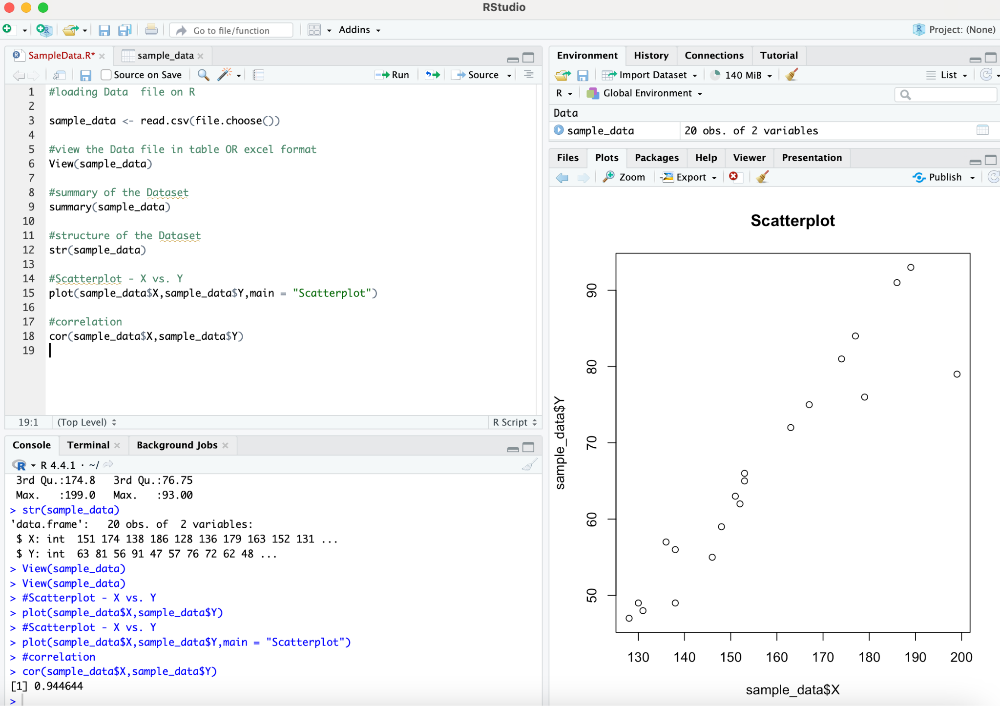 RStudio
Go to file/function
Addins
Project: (None)
SampleData.R*
sample_data
Source on Save
Run
Source
1 #loading Data  file on R
2
3 sample_data <- read.csv(file.choose())
4
5 #view the Data file in table OR excel format
6 View(sample_data)
7
8 #summary of the Dataset
9 summary(sample_data)
10
11 #structure of the Dataset
12 str(sample_data)
13
14 #Scatterplot - X vs. Y
15 plot(sample_data$X,sample_data$Y,main = "Scatterplot")
16
17 #correlation
18 cor(sample_data$X,sample_data$Y)
19
19:1 (Top Level) R Script
Console Terminal Background Jobs
R 4.4.1 · ~/
3rd Qu.:174.8   3rd Qu.:76.75
Max.   :199.0   Max.   :93.00
> str(sample_data)
'data.frame':   20 obs. of  2 variables:
$ X: int  151 174 138 186 128 136 179 163 152 131 ...
$ Y: int  63 81 56 91 47 57 76 72 62 48 ...
> View(sample_data)
> View(sample_data)
> #Scatterplot - X vs. Y
> plot(sample_data$X,sample_data$Y)
> #Scatterplot - X vs. Y
> plot(sample_data$X,sample_data$Y,main = "Scatterplot")
> #correlation
> cor(sample_data$X,sample_data$Y)
[1] 0.944644
>
Environment History Connections Tutorial
Import Dataset 140 MiB List
R Global Environment
Data
sample_data 20 obs. of 2 variables
Files Plots Packages Help Viewer Presentation
Zoom Export Publish
Scatterplot
90
80
70
60
50
sample_data$Y
130 140 150 160 170 180 190 200
sample_data$X